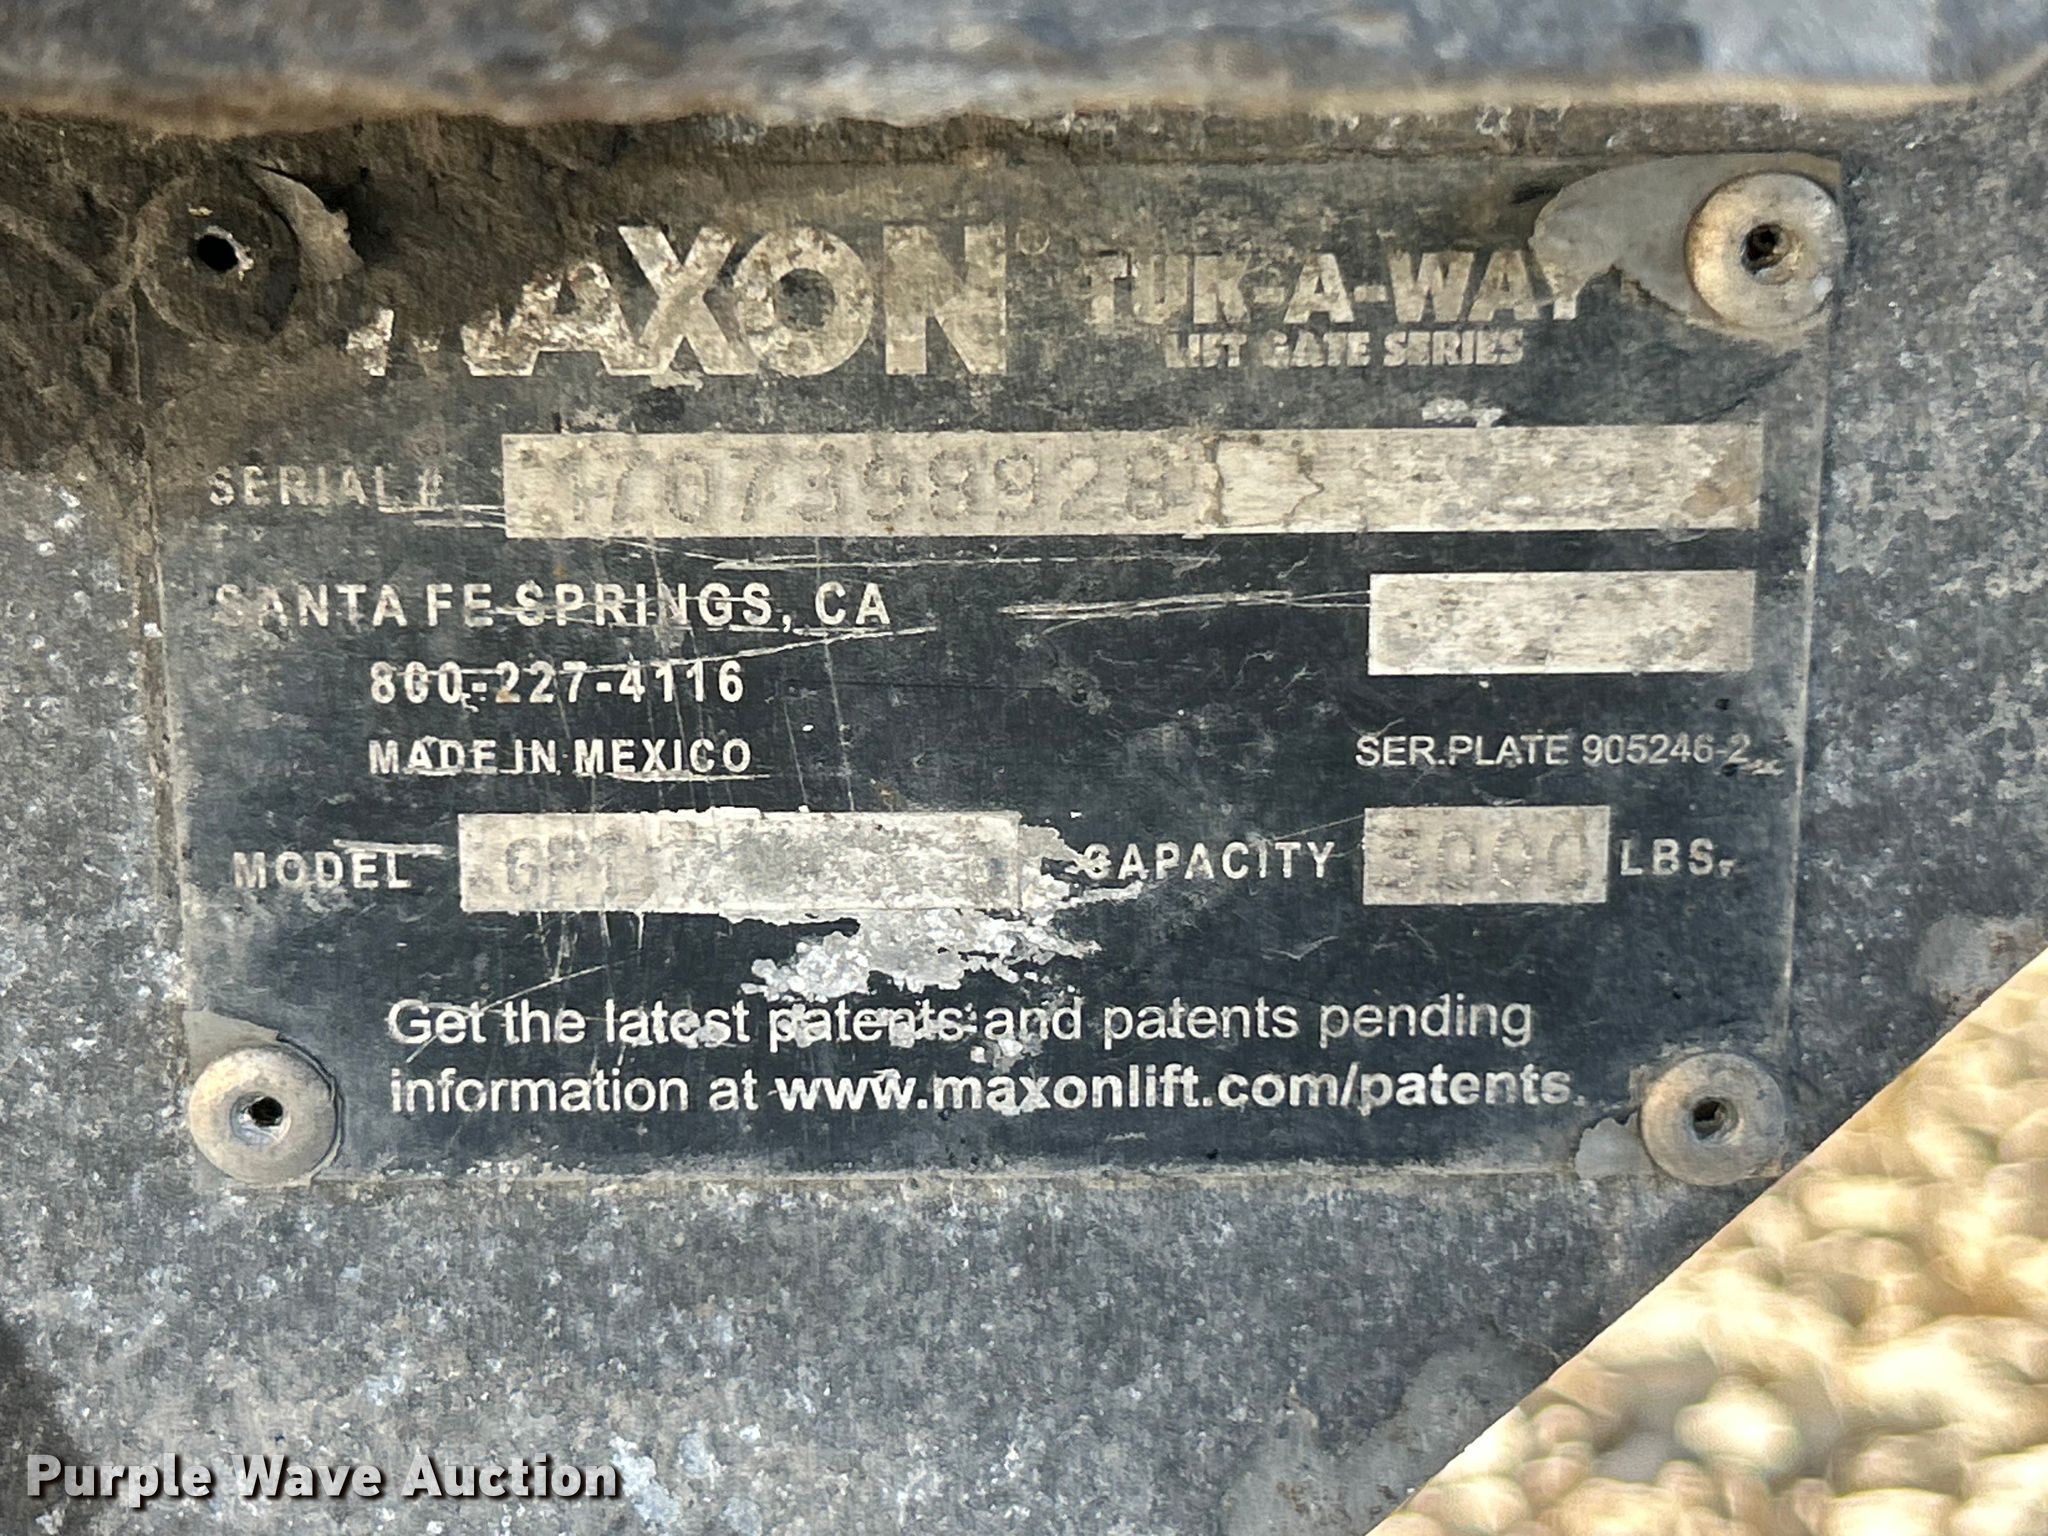 MAXON® TUK-A-WAY
LIFT GATE SERIES
SERIAL # 1707398928
SANTA FE SPRINGS, CA
800-227-4116
MADE IN MEXICO
SER.PLATE 905246-2
MODEL CAPACITY LBS.
Get the latest patents and patents pending
information at www.maxonlift.com/patents.
Purple Wave Auction